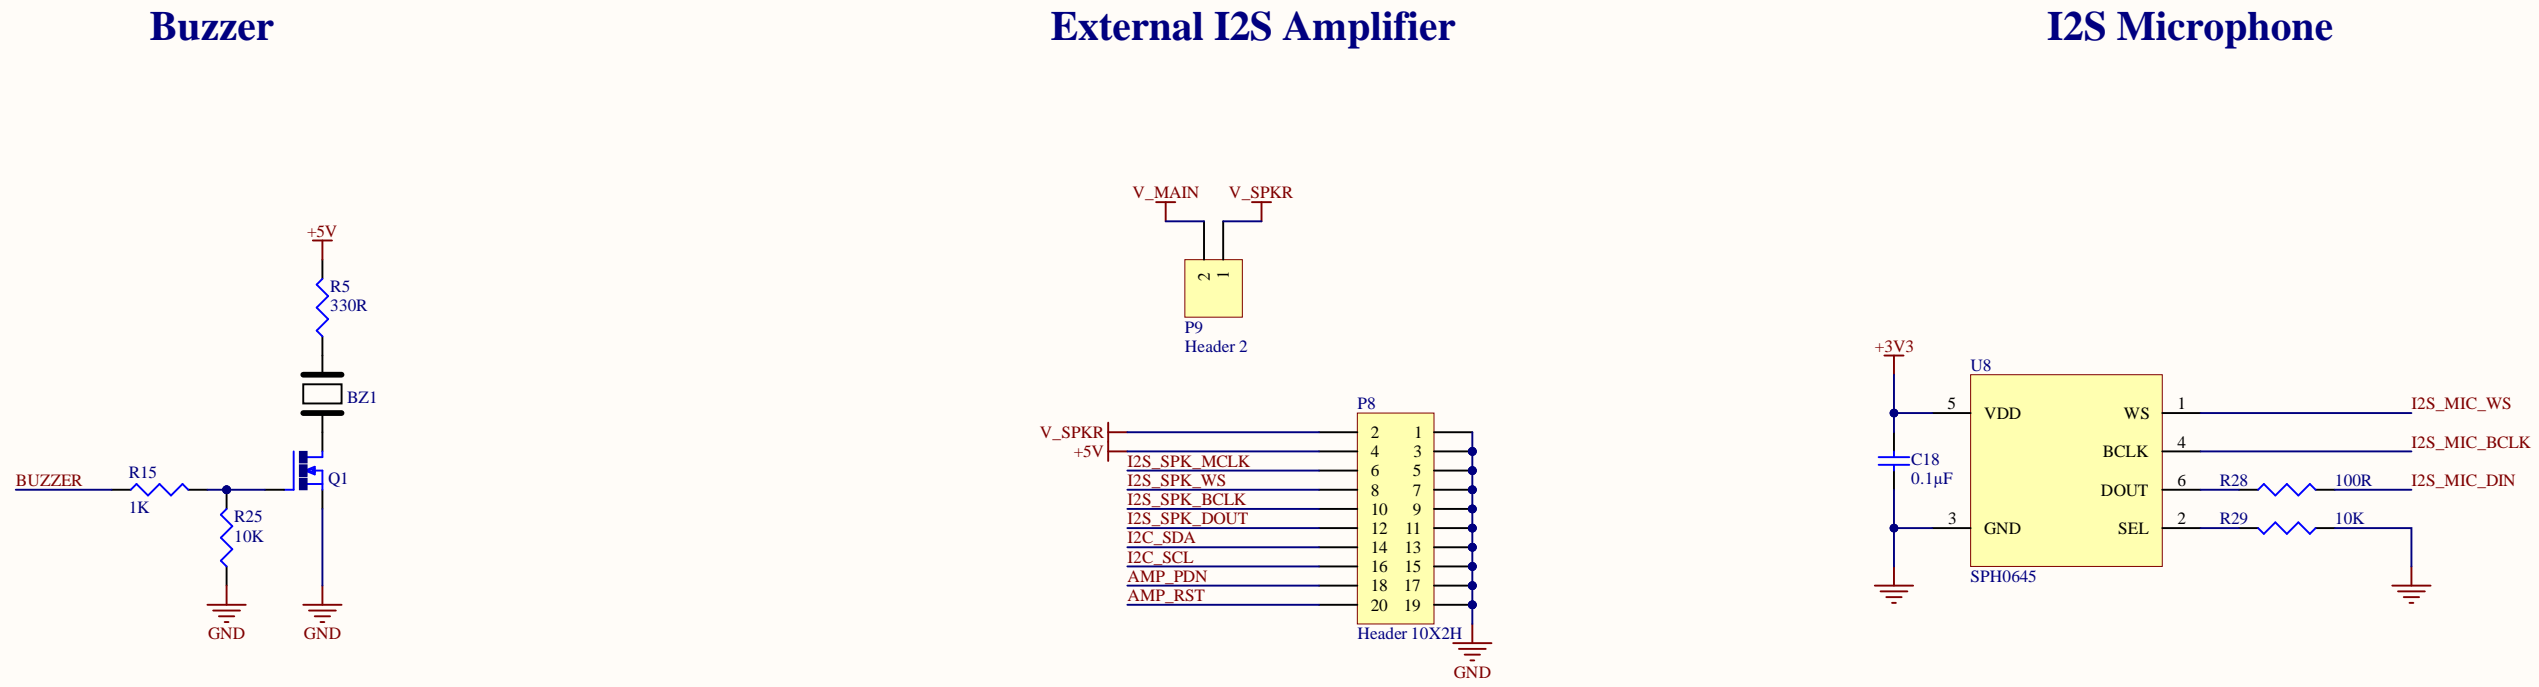 Buzzer
+5V
R5
330R
BZ1
BUZZER
R15
1K
Q1
R25
10K
GND
GND
External I2S Amplifier
V_MAIN
V_SPKR
2
1
P9
Header 2
P8
V_SPKR 2 1
+5V 4 3
I2S_SPK_MCLK 6 5
I2S_SPK_WS 8 7
I2S_SPK_BCLK 10 9
I2S_SPK_DOUT 12 11
I2C_SDA 14 13
I2C_SCL 16 15
AMP_PDN 18 17
AMP_RST 20 19
Header 10X2H
GND
I2S Microphone
+3V3
U8
C18
0.1µF
5 VDD WS 1 I2S_MIC_WS
BCLK 4 I2S_MIC_BCLK
DOUT 6 R28 100R I2S_MIC_DIN
3 GND SEL 2 R29 10K
SPH0645